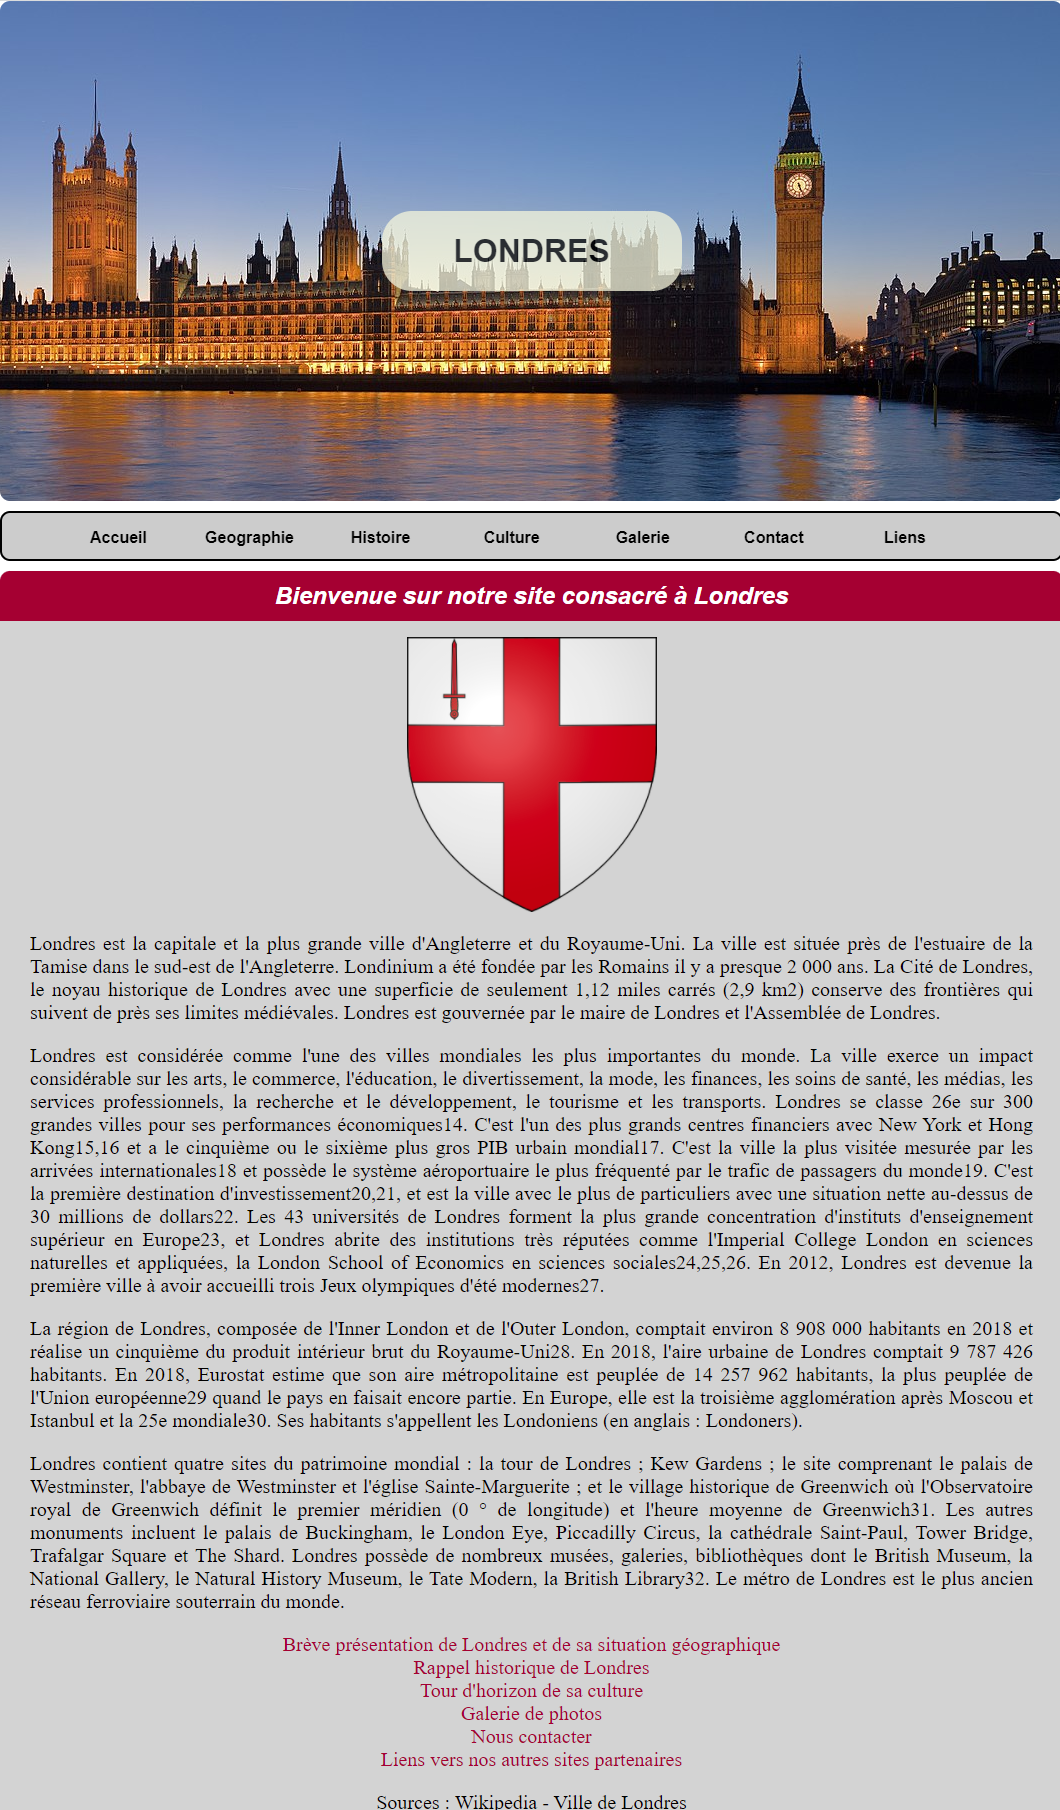 LONDRES
Accueil Geographie Histoire Culture Galerie Contact Liens
Bienvenue sur notre site consacré à Londres
Londres est la capitale et la plus grande ville d'Angleterre et du Royaume-Uni. La ville est située près de l'estuaire de la
Tamise dans le sud-est de l'Angleterre. Londinium a été fondée par les Romains il y a presque 2 000 ans. La Cité de Londres,
le noyau historique de Londres avec une superficie de seulement 1,12 miles carrés (2,9 km2) conserve des frontières qui
suivent de près ses limites médiévales. Londres est gouvernée par le maire de Londres et l'Assemblée de Londres.
Londres est considérée comme l'une des villes mondiales les plus importantes du monde. La ville exerce un impact
considérable sur les arts, le commerce, l'éducation, le divertissement, la mode, les finances, les soins de santé, les médias, les
services professionnels, la recherche et le développement, le tourisme et les transports. Londres se classe 26e sur 300
grandes villes pour ses performances économiques14. C'est l'un des plus grands centres financiers avec New York et Hong
Kong15,16 et a le cinquième ou le sixième plus gros PIB urbain mondial17. C'est la ville la plus visitée mesurée par les
arrivées internationales18 et possède le système aéroportuaire le plus fréquenté par le trafic de passagers du monde19. C'est
la première destination d'investissement20,21, et est la ville avec le plus de particuliers avec une situation nette au-dessus de
30 millions de dollars22. Les 43 universités de Londres forment la plus grande concentration d'instituts d'enseignement
supérieur en Europe23, et Londres abrite des institutions très réputées comme l'Imperial College London en sciences
naturelles et appliquées, la London School of Economics en sciences sociales24,25,26. En 2012, Londres est devenue la
première ville à avoir accueilli trois Jeux olympiques d'été modernes27.
La région de Londres, composée de l'Inner London et de l'Outer London, comptait environ 8 908 000 habitants en 2018 et
réalise un cinquième du produit intérieur brut du Royaume-Uni28. En 2018, l'aire urbaine de Londres comptait 9 787 426
habitants. En 2018, Eurostat estime que son aire métropolitaine est peuplée de 14 257 962 habitants, la plus peuplée de
l'Union européenne29 quand le pays en faisait encore partie. En Europe, elle est la troisième agglomération après Moscou et
Istanbul et la 25e mondiale30. Ses habitants s'appellent les Londoniens (en anglais : Londoners).
Londres contient quatre sites du patrimoine mondial : la tour de Londres ; Kew Gardens ; le site comprenant le palais de
Westminster, l'abbaye de Westminster et l'église Sainte-Marguerite ; et le village historique de Greenwich où l'Observatoire
royal de Greenwich définit le premier méridien (0 ° de longitude) et l'heure moyenne de Greenwich31. Les autres
monuments incluent le palais de Buckingham, le London Eye, Piccadilly Circus, la cathédrale Saint-Paul, Tower Bridge,
Trafalgar Square et The Shard. Londres possède de nombreux musées, galeries, bibliothèques dont le British Museum, la
National Gallery, le Natural History Museum, le Tate Modern, la British Library32. Le métro de Londres est le plus ancien
réseau ferroviaire souterrain du monde.
Brève présentation de Londres et de sa situation géographique
Rappel historique de Londres
Tour d'horizon de sa culture
Galerie de photos
Nous contacter
Liens vers nos autres sites partenaires
Sources : Wikipedia - Ville de Londres